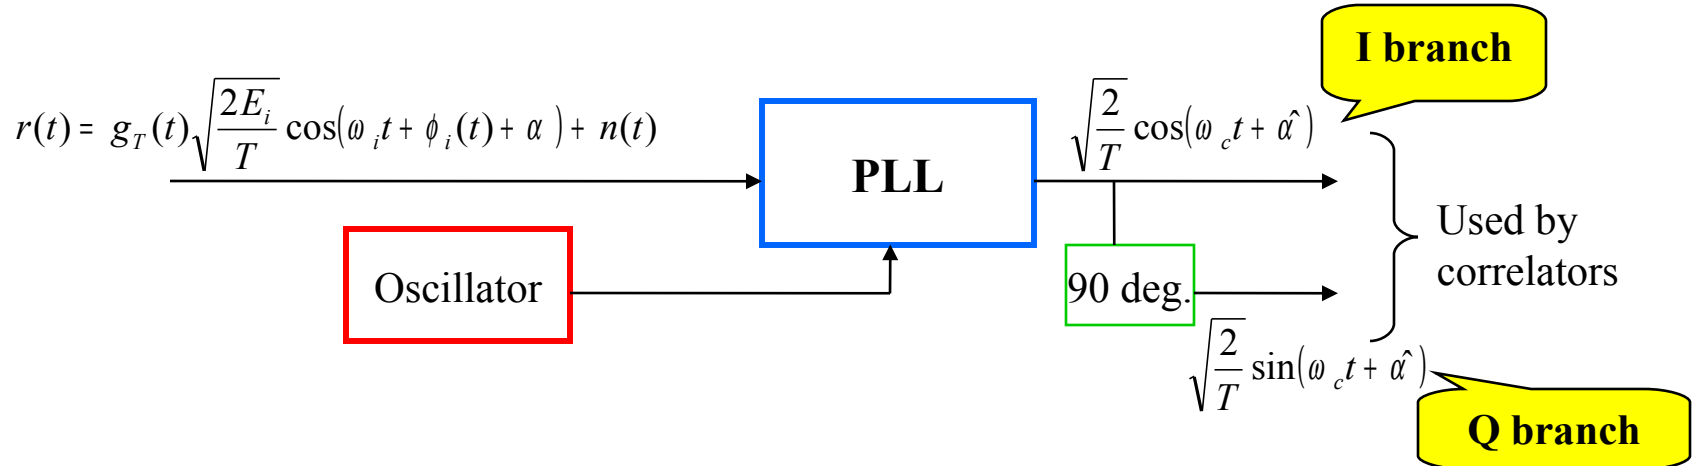 I branch
r(t) = g_T(t)√(2E_i/T) cos(ω_i t + ϕ_i(t) + α) + n(t)
PLL
√(2/T) cos(ω_c t + α̂)
Oscillator
90 deg.
Used by
correlators
√(2/T) sin(ω_c t + α̂)
Q branch